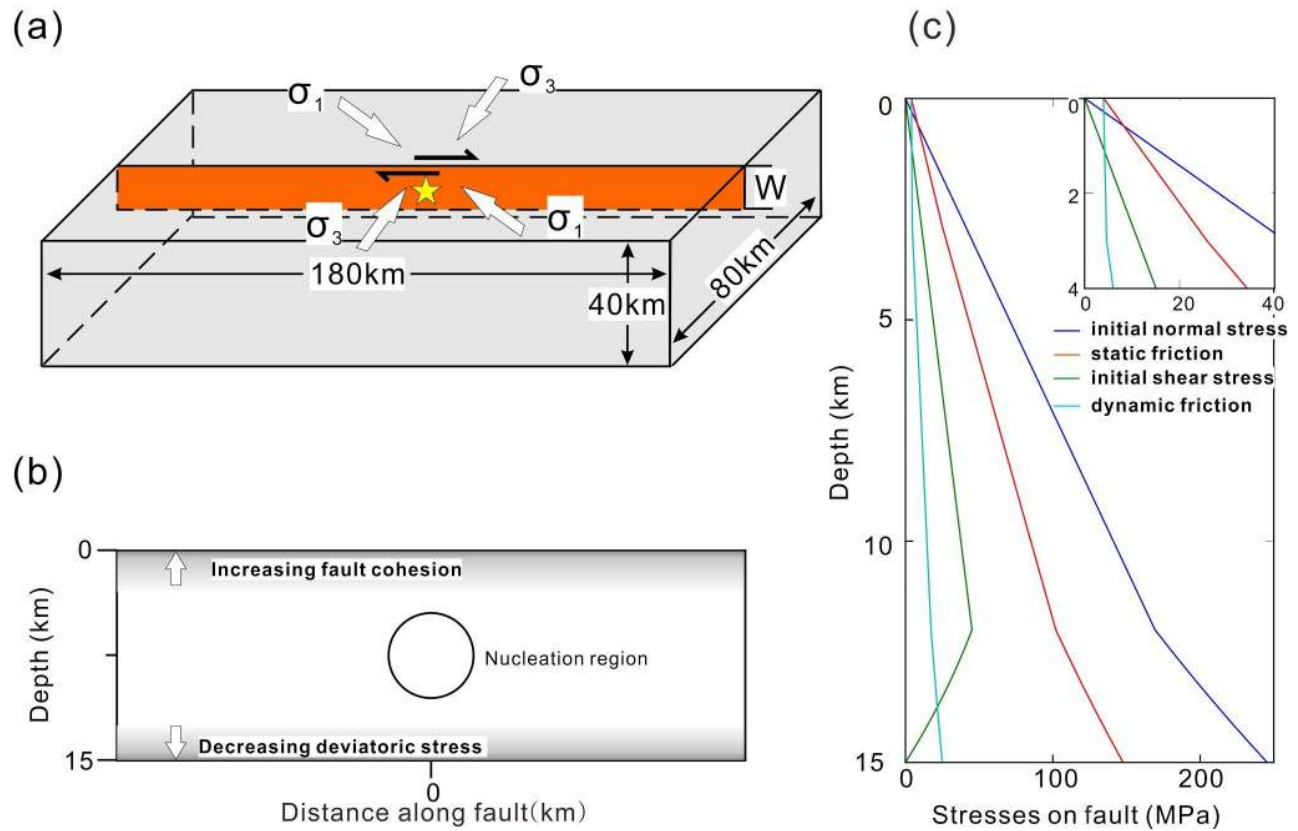 (a)
σ1
σ3
W
σ3
σ1
180km
40km
80km
(b)
0
Increasing fault cohesion
Nucleation region
Decreasing deviatoric stress
15
0
Depth (km)
Distance along fault(km)
(c)
0
5
10
15
0
100
200
Depth (km)
Stresses on fault (MPa)
0
2
4
0
20
40
initial normal stress
static friction
initial shear stress
dynamic friction